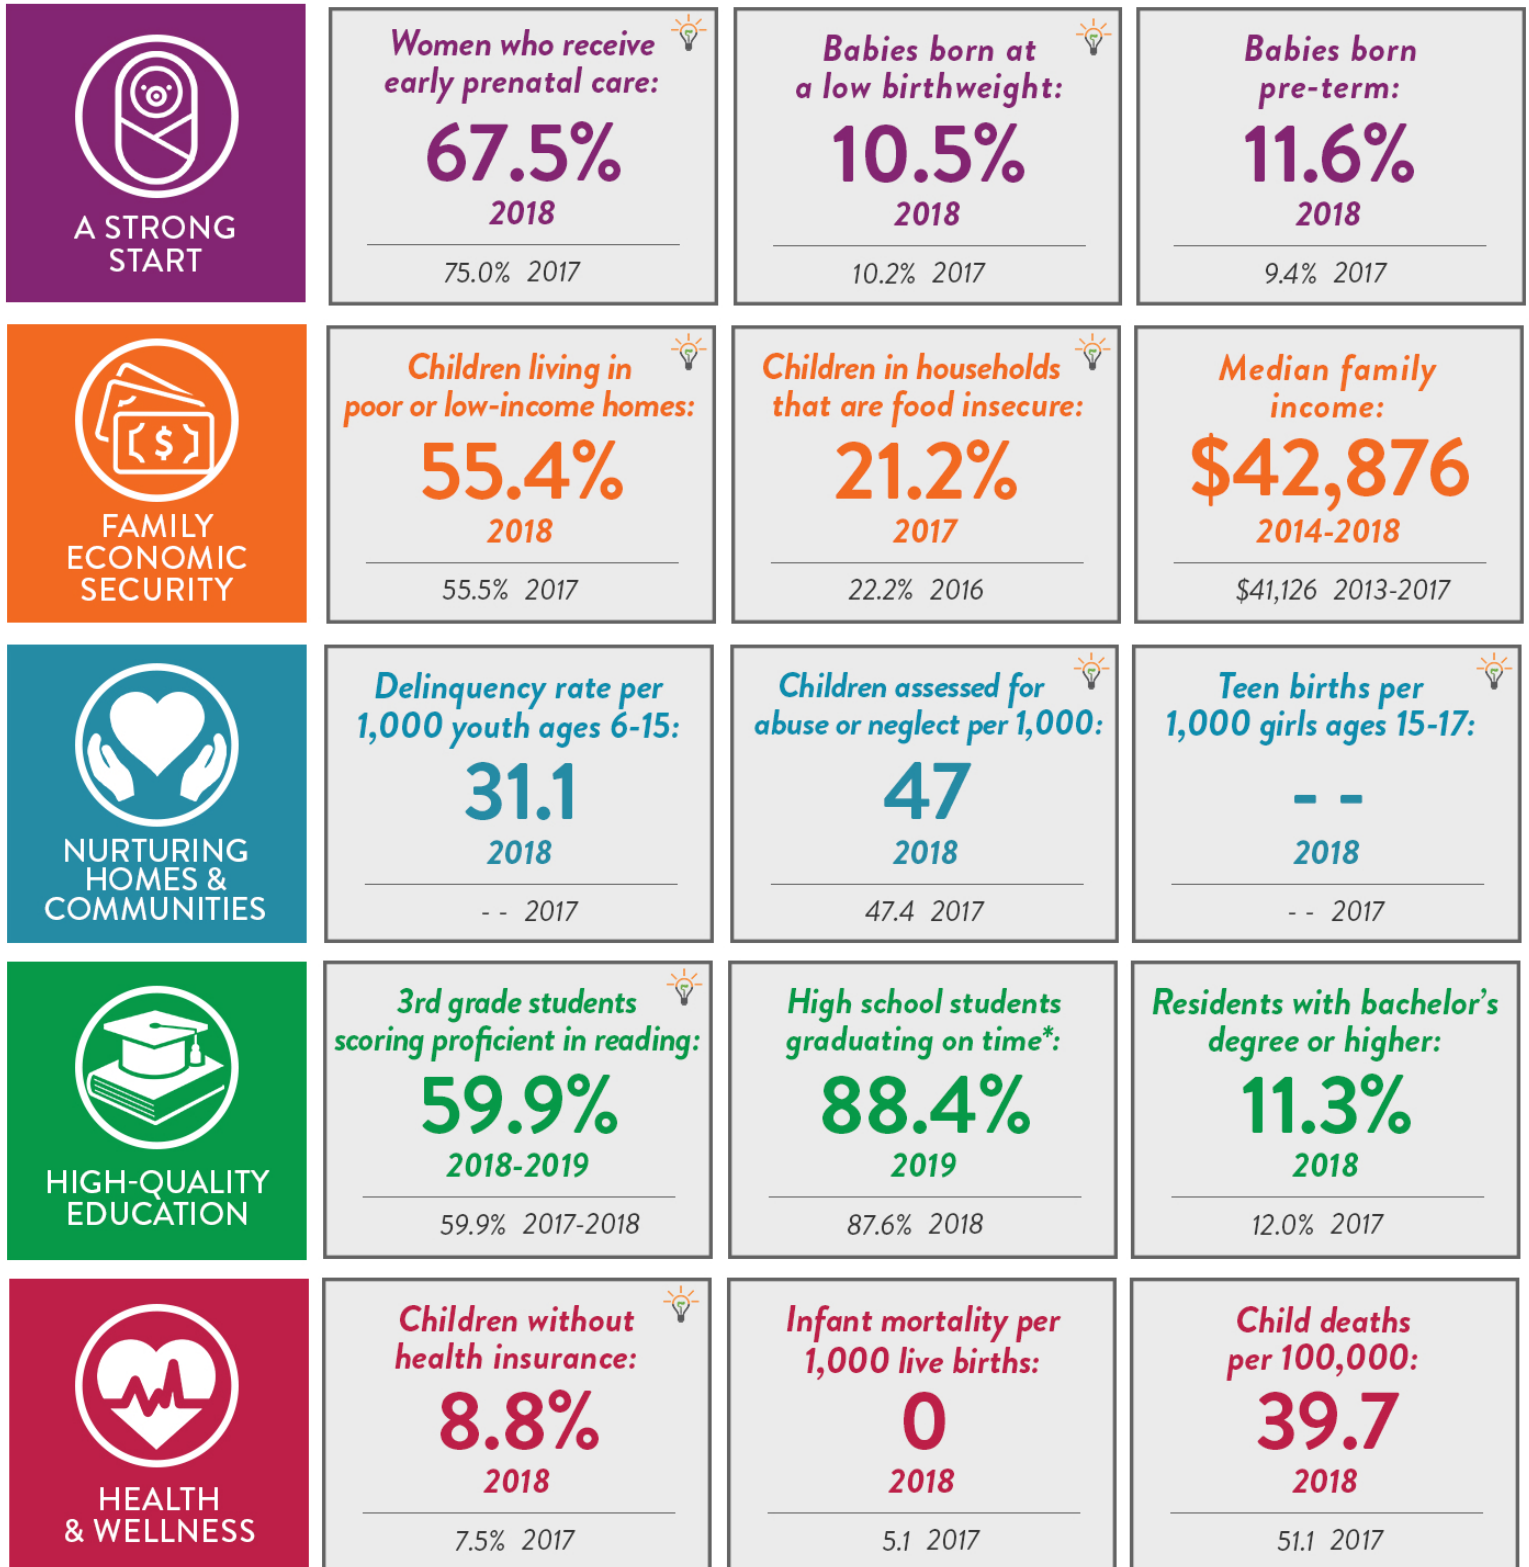 A STRONG
START
Women who receive
early prenatal care:
67.5%
2018
75.0% 2017
Babies born at
a low birthweight:
10.5%
2018
10.2% 2017
Babies born
pre-term:
11.6%
2018
9.4% 2017
FAMILY
ECONOMIC
SECURITY
Children living in
poor or low-income homes:
55.4%
2018
55.5% 2017
Children in households
that are food insecure:
21.2%
2017
22.2% 2016
Median family
income:
$42,876
2014-2018
$41,126 2013-2017
NURTURING
HOMES &
COMMUNITIES
Delinquency rate per
1,000 youth ages 6-15:
31.1
2018
- - 2017
Children assessed for
abuse or neglect per 1,000:
47
2018
47.4 2017
Teen births per
1,000 girls ages 15-17:
- -
2018
- - 2017
HIGH-QUALITY
EDUCATION
3rd grade students
scoring proficient in reading:
59.9%
2018-2019
59.9% 2017-2018
High school students
graduating on time*:
88.4%
2019
87.6% 2018
Residents with bachelor's
degree or higher:
11.3%
2018
12.0% 2017
HEALTH
& WELLNESS
Children without
health insurance:
8.8%
2018
7.5% 2017
Infant mortality per
1,000 live births:
0
2018
5.1 2017
Child deaths
per 100,000:
39.7
2018
51.1 2017